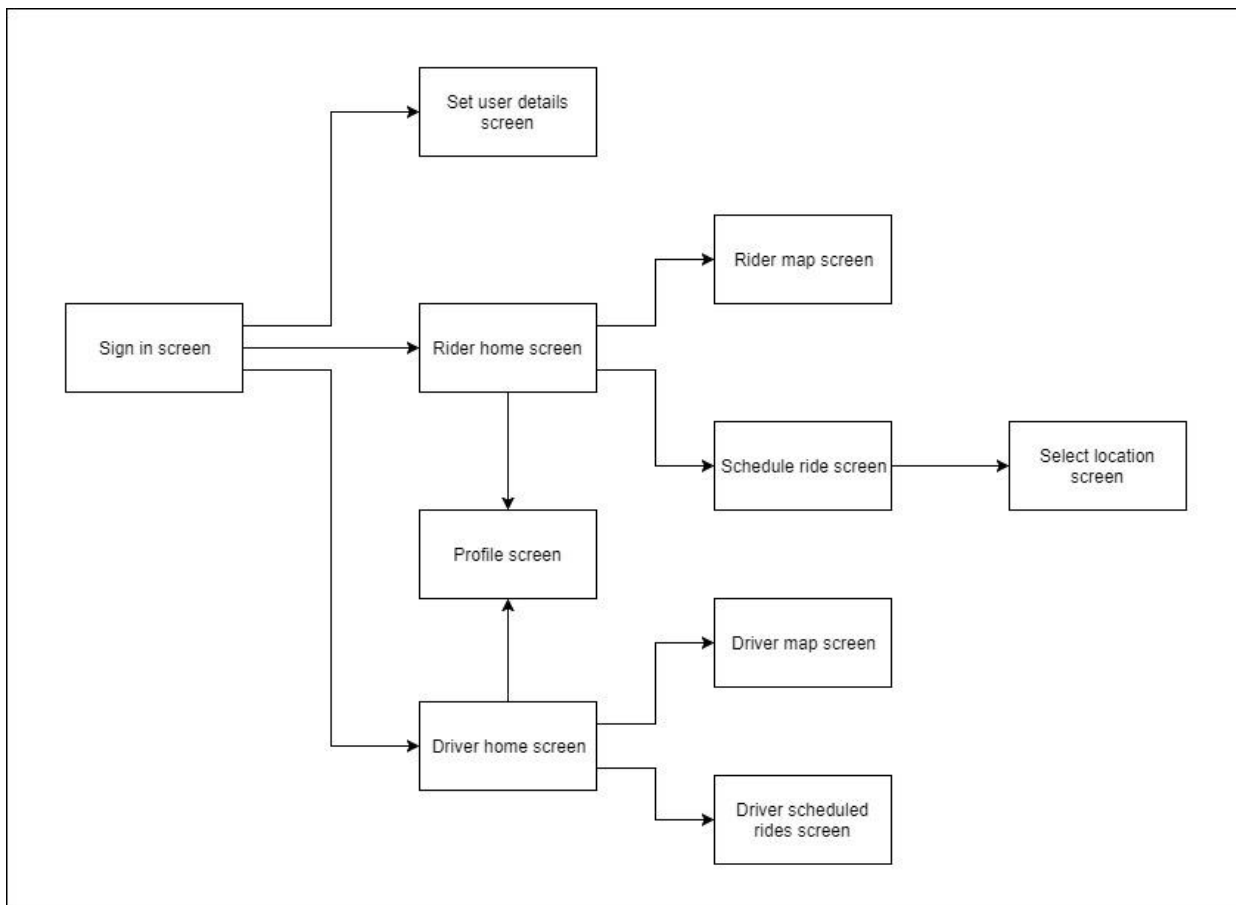 Set user details
screen
Rider map screen
Sign in screen
Rider home screen
Schedule ride screen
Select location
screen
Profile screen
Driver map screen
Driver home screen
Driver scheduled
rides screen